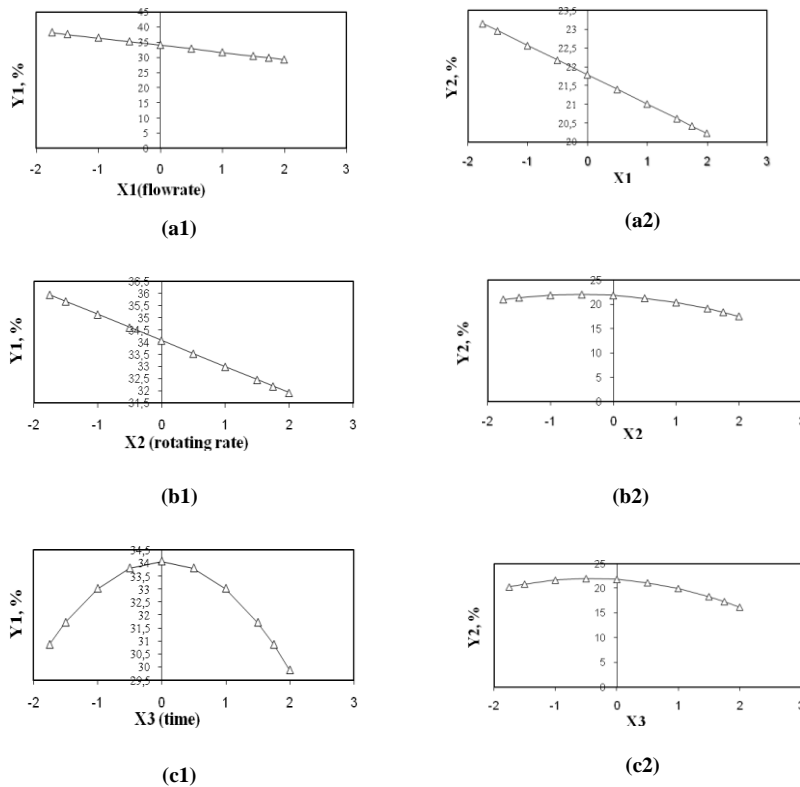 45
40
35
30
25
20
15
10
5
0
Y1, %
-2 -1 0 1 2 3
X1(flowrate)
(a1)
23,5
23
22,5
22
21,5
21
20,5
20
Y2, %
-2 -1 0 1 2 3
X1
(a2)
36,5
36
35,5
35
34,5
34
33,5
33
32,5
32
31,5
Y1, %
-2 -1 0 1 2 3
X2 (rotating rate)
(b1)
25
20
15
10
5
0
Y2, %
-2 -1 0 1 2 3
X2
(b2)
34,5
34
33,5
33
32,5
32
31,5
31
30,5
30
29,5
Y1, %
-2 -1 0 1 2 3
X3 (time)
(c1)
25
20
15
10
5
0
Y2, %
-2 -1 0 1 2 3
X3
(c2)